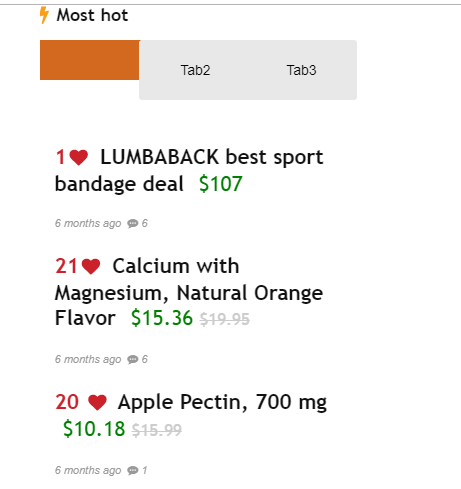 Most hot
Tab2 Tab3
1 LUMBABACK best sport
bandage deal $107
6 months ago 6
21 Calcium with
Magnesium, Natural Orange
Flavor $15.36 $19.95
6 months ago 6
20 Apple Pectin, 700 mg
$10.18 $15.99
6 months ago 1